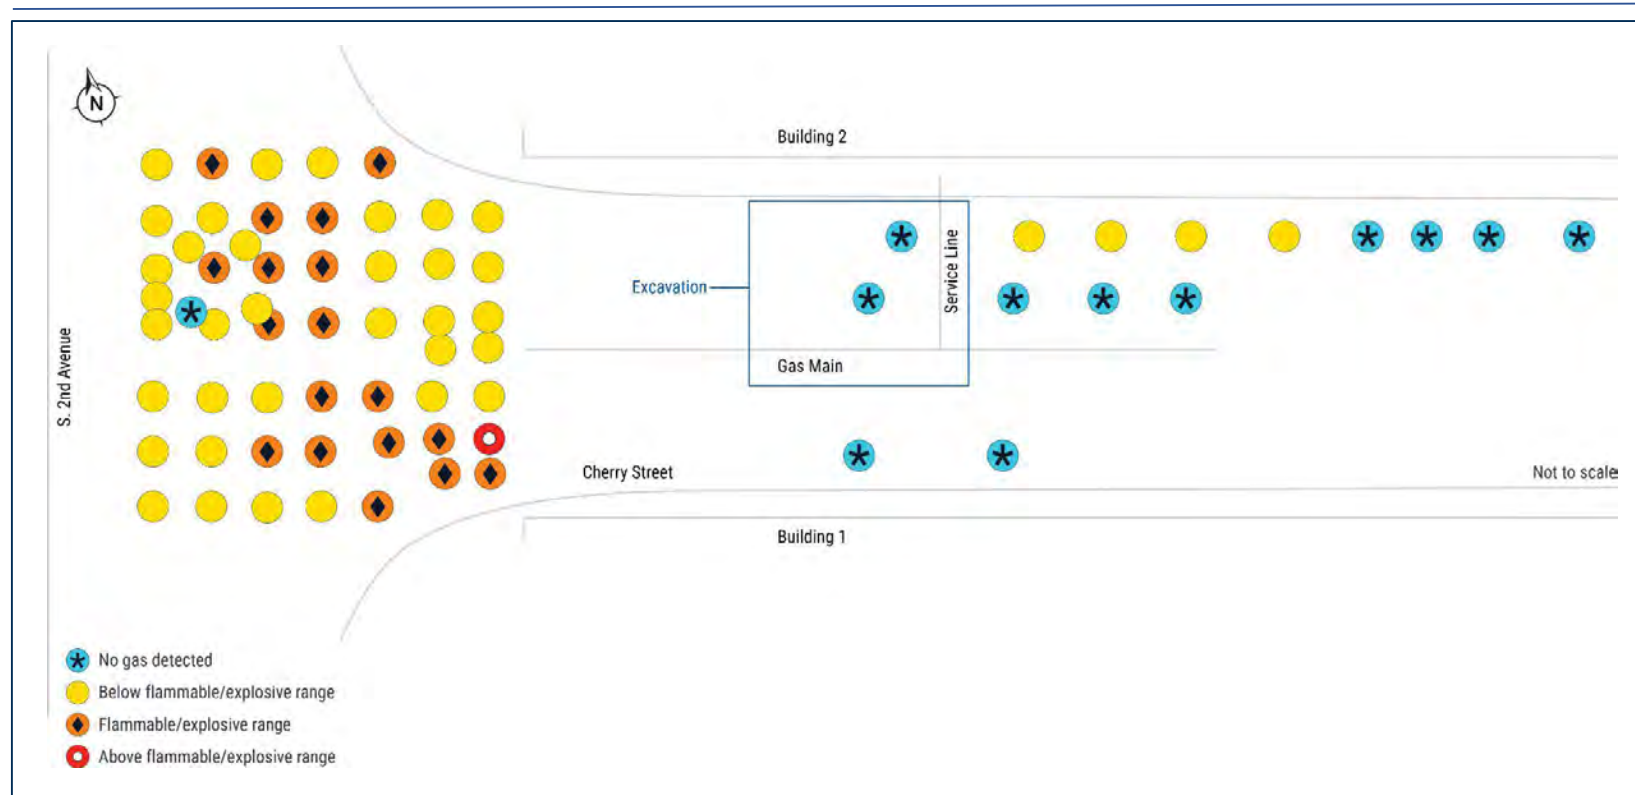 N
Building 2
Excavation
Service Line
Gas Main
S. 2nd Avenue
Cherry Street
Not to scale
Building 1
No gas detected
Below flammable/explosive range
Flammable/explosive range
Above flammable/explosive range